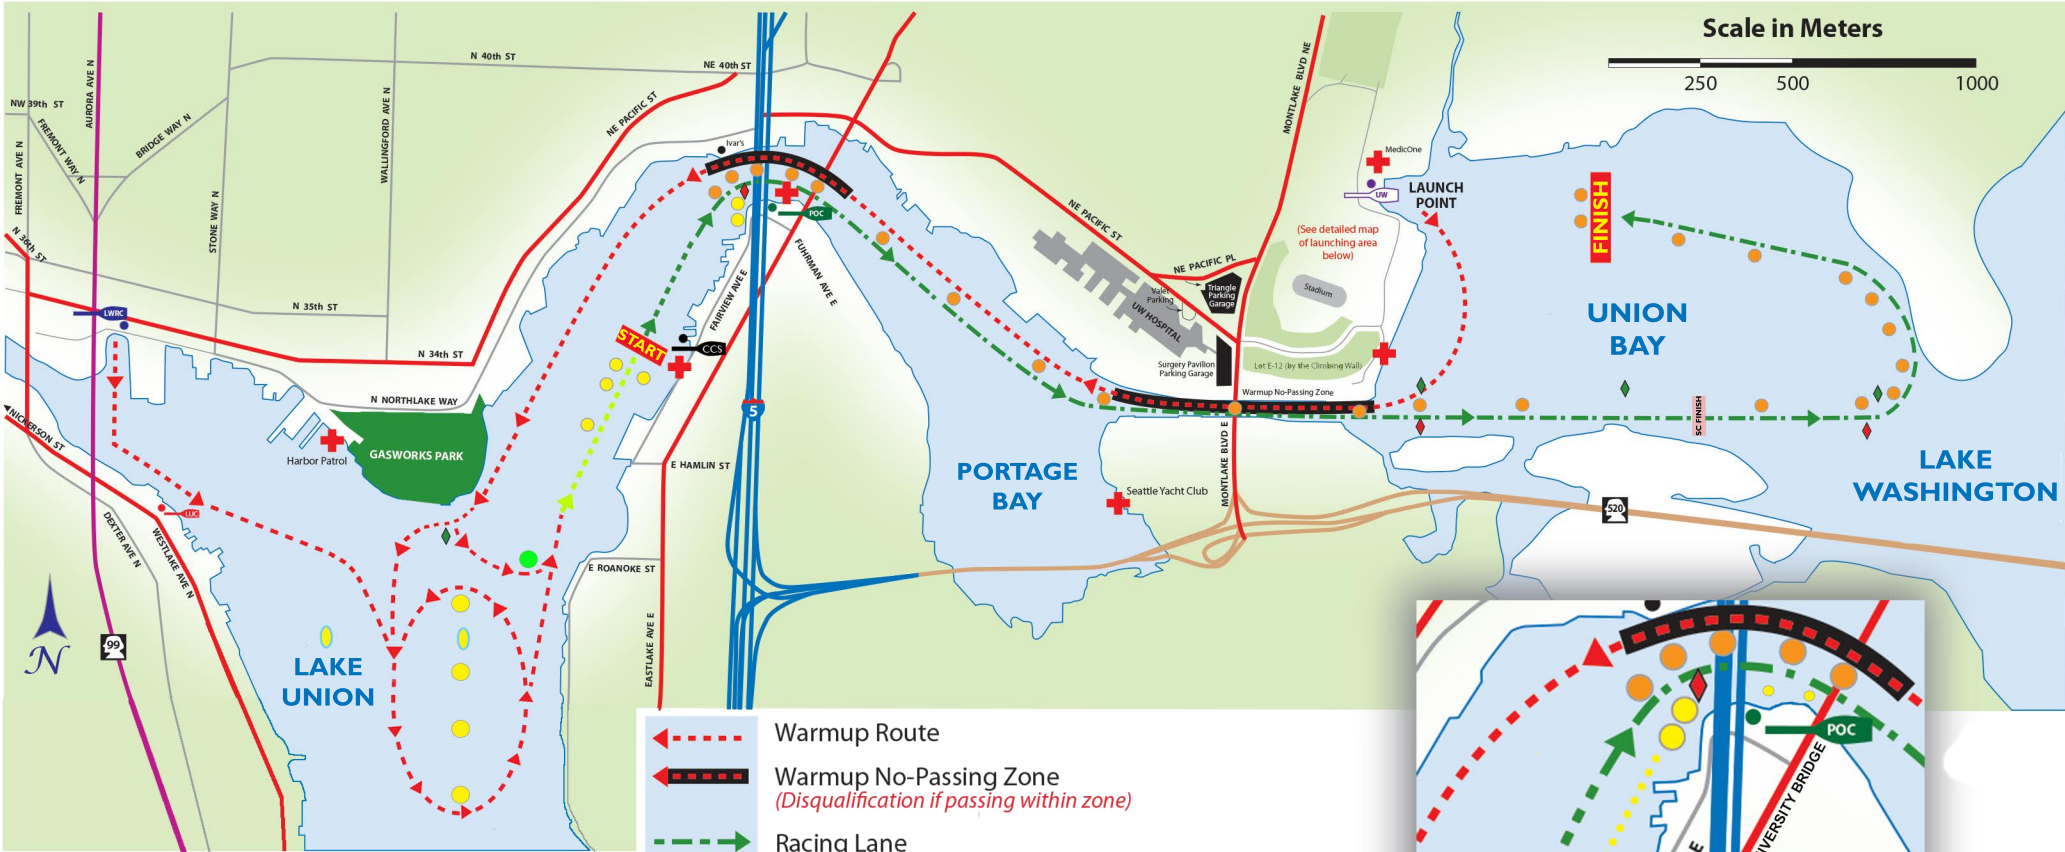 Scale in Meters
250 500 1000
N 40th ST
NE 40th ST
NW 39th ST
AURORA AVE N
FREMONT WAY N
BRIDGE WAY N
FREMONT AVE N
STONE WAY N
WALLINGFORD AVE N
NE PACIFIC ST
N 36th ST
N 35th ST
N 34th ST
LWRC
N NORTHLAKE WAY
NICKERSON ST
Harbor Patrol
GASWORKS PARK
LUC
DEXTER AVE N
WESTLAKE AVE N
99
N
LAKE
UNION
Ivar's
POC
FUHRMAN AVE E
FAIRVIEW AVE E
START
CCS
5
E HAMLIN ST
E ROANOKE ST
EASTLAKE AVE E
NE PACIFIC ST
MONTLAKE BLVD NE
NE PACIFIC PL
Valet
Parking
Triangle
Parking
Garage
UW HOSPITAL
Surgery Pavilion
Parking Garage
Stadium
Lot E-12 (by the Climbing Wall)
Warmup No-Passing Zone
(See detailed map
of launching area
below)
MedicOne
UW
LAUNCH
POINT
FINISH
UNION
BAY
SC FINISH
PORTAGE
BAY
Seattle Yacht Club
MONTLAKE BLVD E
520
LAKE
WASHINGTON
Warmup Route
Warmup No-Passing Zone
(Disqualification if passing within zone)
Racing Lane
POC
VERSITY BRIDGE
E